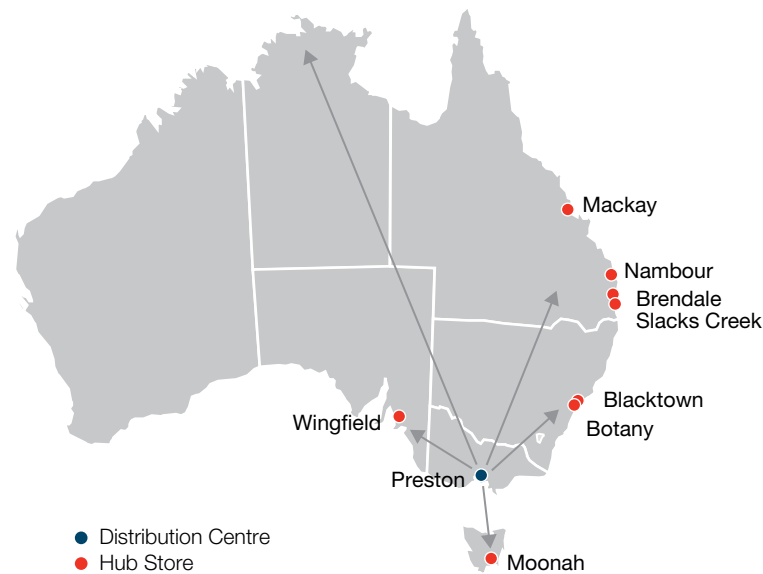 Mackay
Nambour
Brendale
Slacks Creek
Blacktown
Wingfield
Botany
Preston
Distribution Centre
Hub Store
Moonah